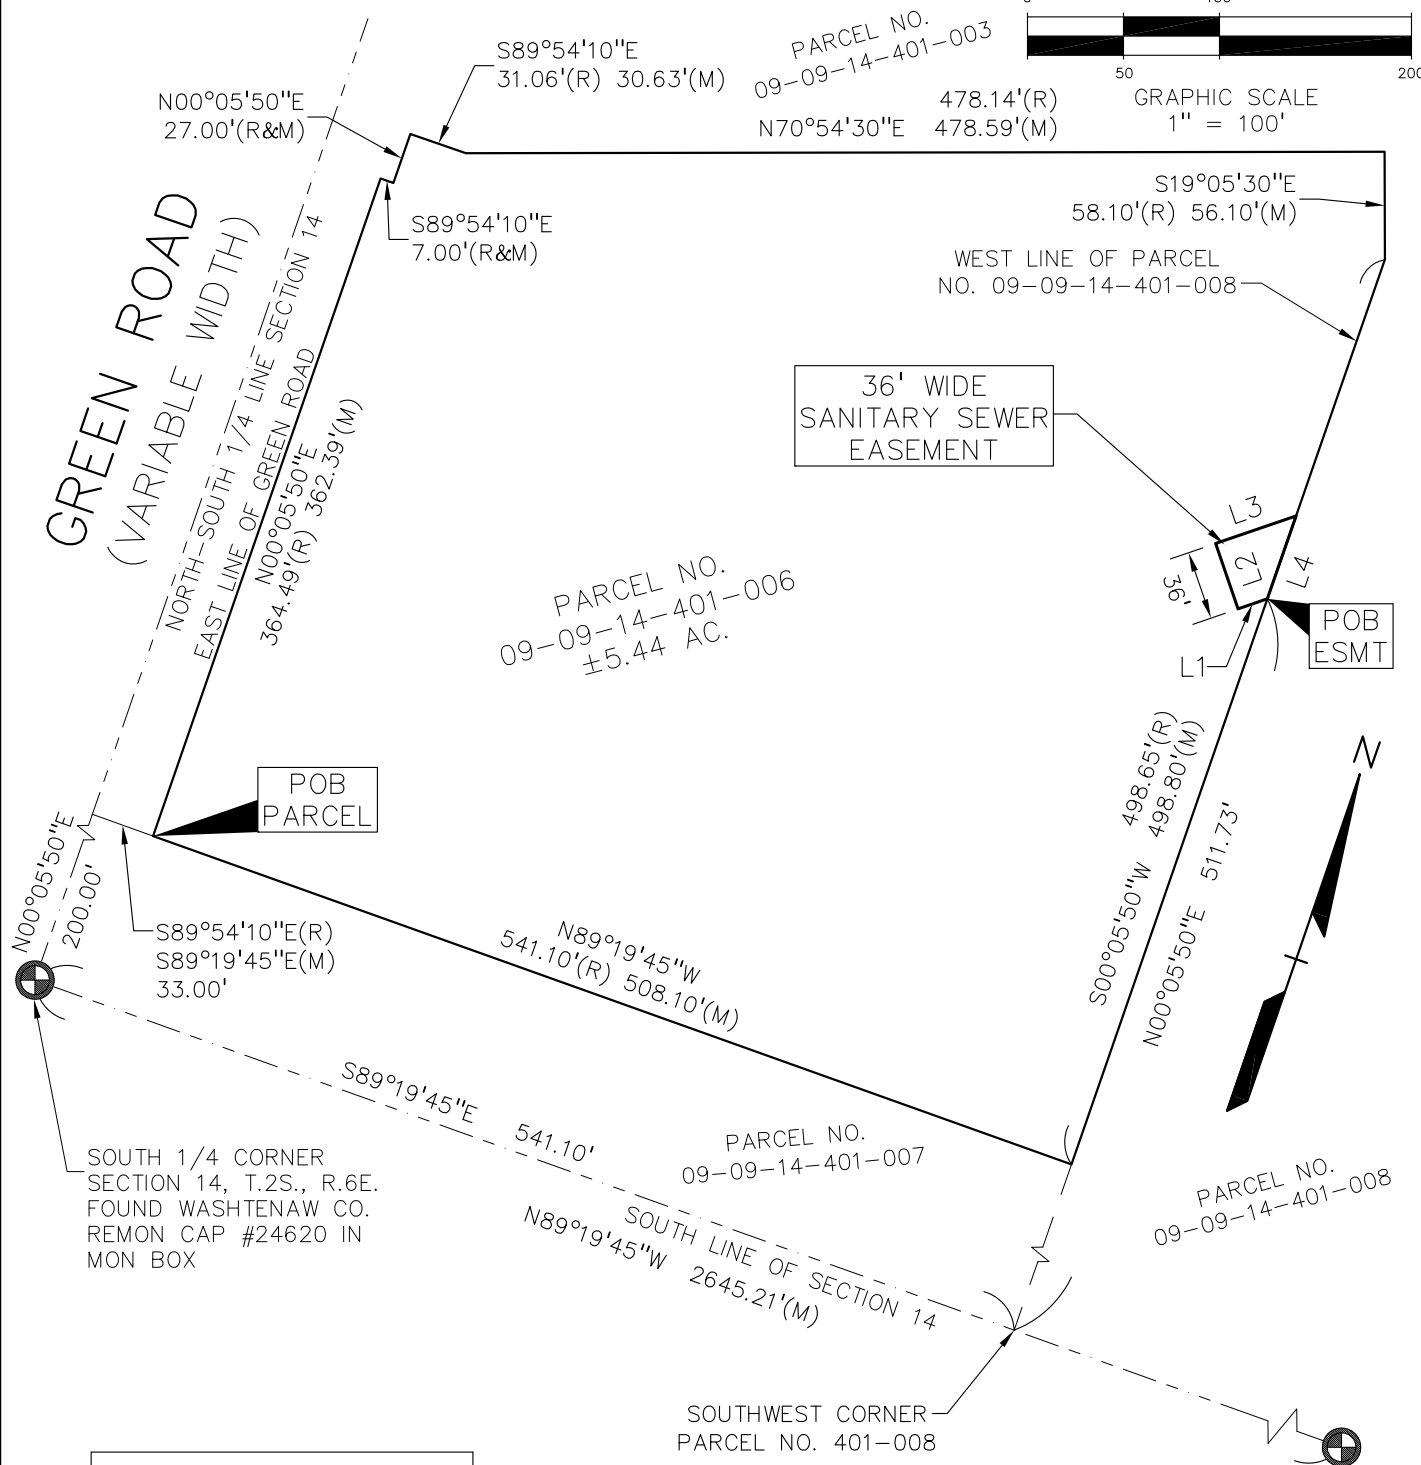 S89°54'10"E
31.06'(R) 30.63'(M)
PARCEL NO.
09-09-14-401-003
50
200
GRAPHIC SCALE
1" = 100'
N00°05'50"E
27.00'(R&M)
478.14'(R)
N70°54'30"E 478.59'(M)
S19°05'30"E
58.10'(R) 56.10'(M)
S89°54'10"E
7.00'(R&M)
WEST LINE OF PARCEL
NO. 09-09-14-401-008
GREEN ROAD
(VARIABLE WIDTH)
NORTH-SOUTH 1/4 LINE SECTION 14
EAST LINE OF GREEN ROAD
N00°05'50"E
364.49'(R) 362.39'(M)
36' WIDE
SANITARY SEWER
EASEMENT
L3
L2
L4
36'
L1
POB
ESMT
PARCEL NO.
09-09-14-401-006
±5.44 AC.
POB
PARCEL
N
498.65'(R)
S00°05'50"W 498.80'(M)
N00°05'50"E 511.73'
N00°05'50"E
200.00'
S89°54'10"E(R)
S89°19'45"E(M)
33.00'
N89°19'45"W
541.10'(R) 508.10'(M)
S89°19'45"E 541.10'
PARCEL NO.
09-09-14-401-007
PARCEL NO.
09-09-14-401-008
SOUTH 1/4 CORNER
SECTION 14, T.2S., R.6E.
FOUND WASHTENAW CO.
REMON CAP #24620 IN
MON BOX
SOUTH LINE OF SECTION 14
N89°19'45"W 2645.21'(M)
SOUTHWEST CORNER
PARCEL NO. 401-008